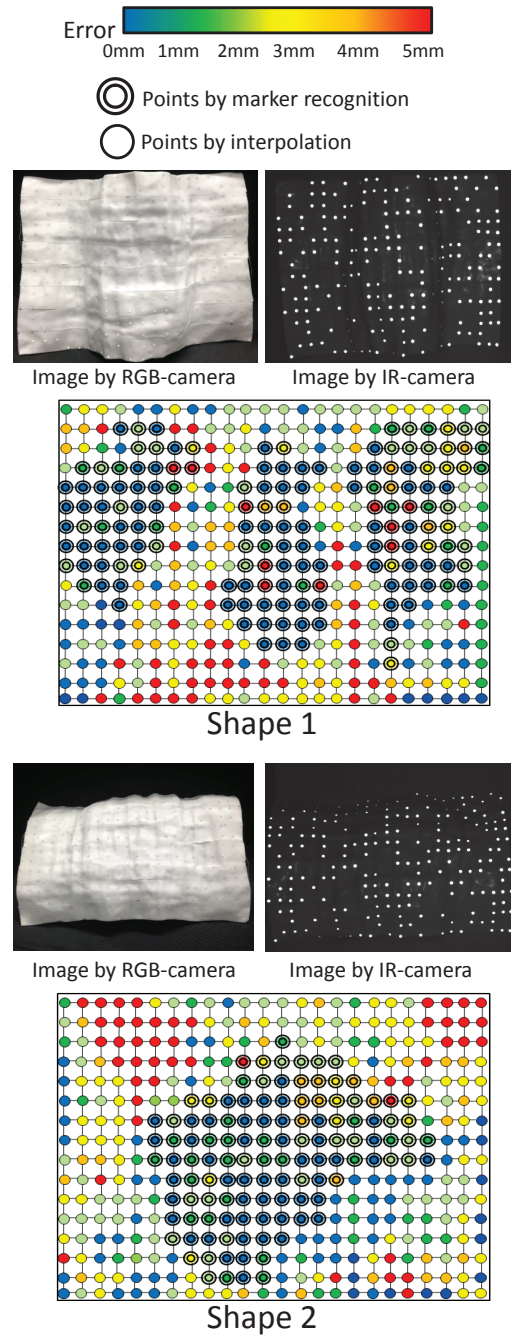 Error
0mm 1mm 2mm 3mm 4mm 5mm
Points by marker recognition
Points by interpolation
Image by RGB-camera Image by IR-camera
Shape 1
Image by RGB-camera Image by IR-camera
Shape 2